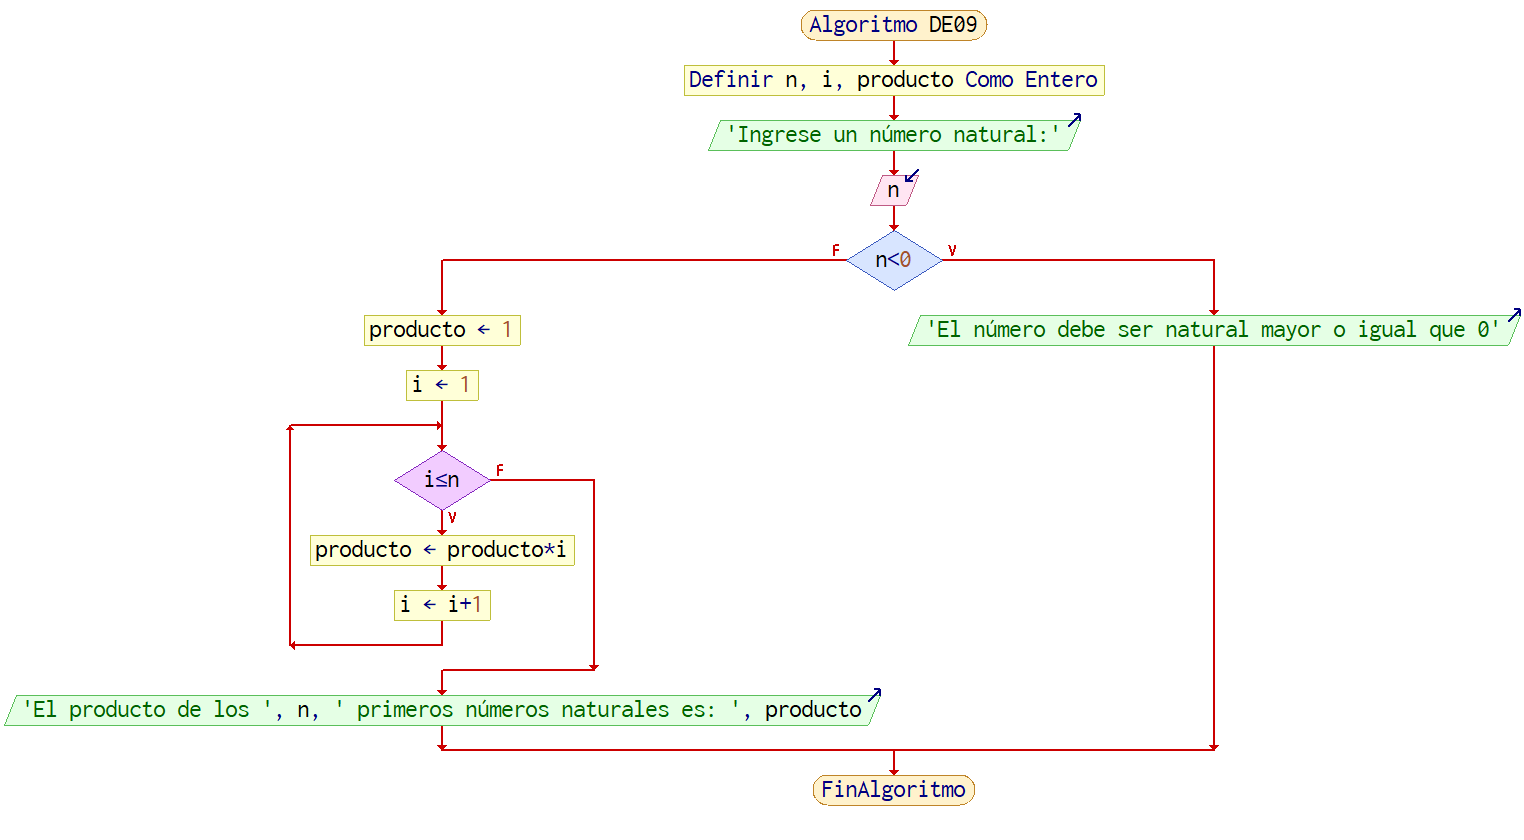 Algoritmo DE09
Definir n, i, producto Como Entero
'Ingrese un número natural:'
n
n<0
F
V
producto ← 1
'El número debe ser natural mayor o igual que 0'
i ← 1
i≤n
F
V
producto ← producto*i
i ← i+1
'El producto de los ', n, ' primeros números naturales es: ', producto
FinAlgoritmo